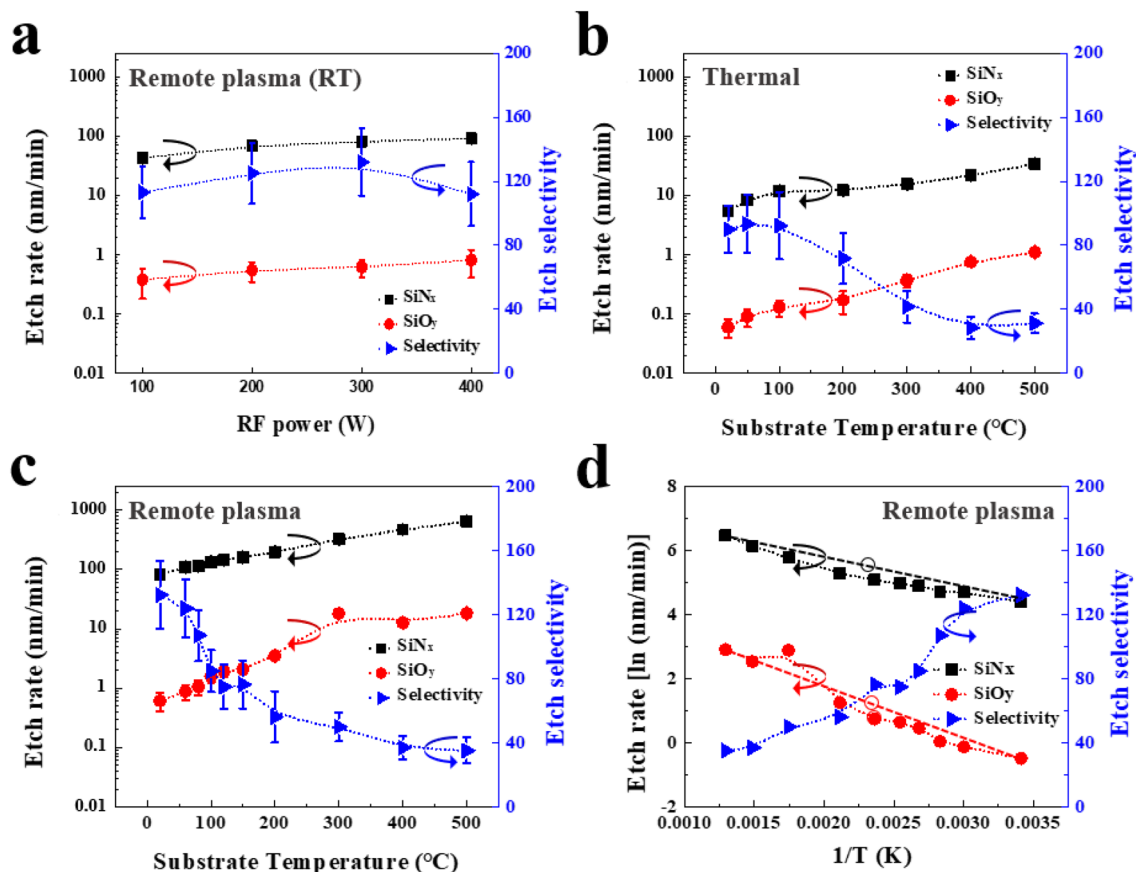 a
Remote plasma (RT)
Etch rate (nm/min)
1000
100
10
1
0.1
0.01
200
160
120
80
40
0
Etch selectivity
SiNx
SiOy
Selectivity
100 200 300 400
RF power (W)
b
Thermal
Etch rate (nm/min)
1000
100
10
1
0.1
0.01
200
160
120
80
40
0
Etch selectivity
SiNx
SiOy
Selectivity
0 100 200 300 400 500
Substrate Temperature (°C)
c
Remote plasma
Etch rate (nm/min)
1000
100
10
1
0.1
0.01
200
160
120
80
40
0
Etch selectivity
SiNx
SiOy
Selectivity
0 100 200 300 400 500
Substrate Temperature (°C)
d
Remote plasma
Etch rate [ln (nm/min)]
8
6
4
2
0
-2
200
160
120
80
40
0
Etch selectivity
SiNx
SiOy
Selectivity
0.0010 0.0015 0.0020 0.0025 0.0030 0.0035
1/T (K)